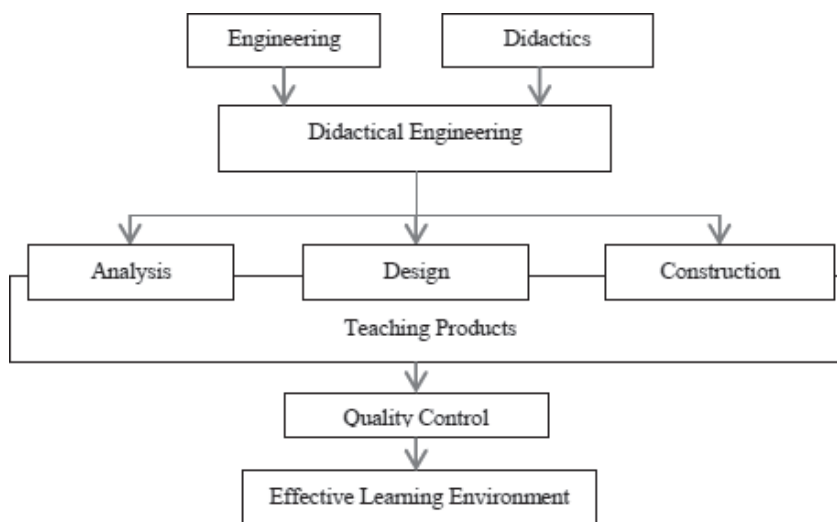 Engineering
Didactics
Didactical Engineering
Analysis
Design
Construction
Teaching Products
Quality Control
Effective Learning Environment